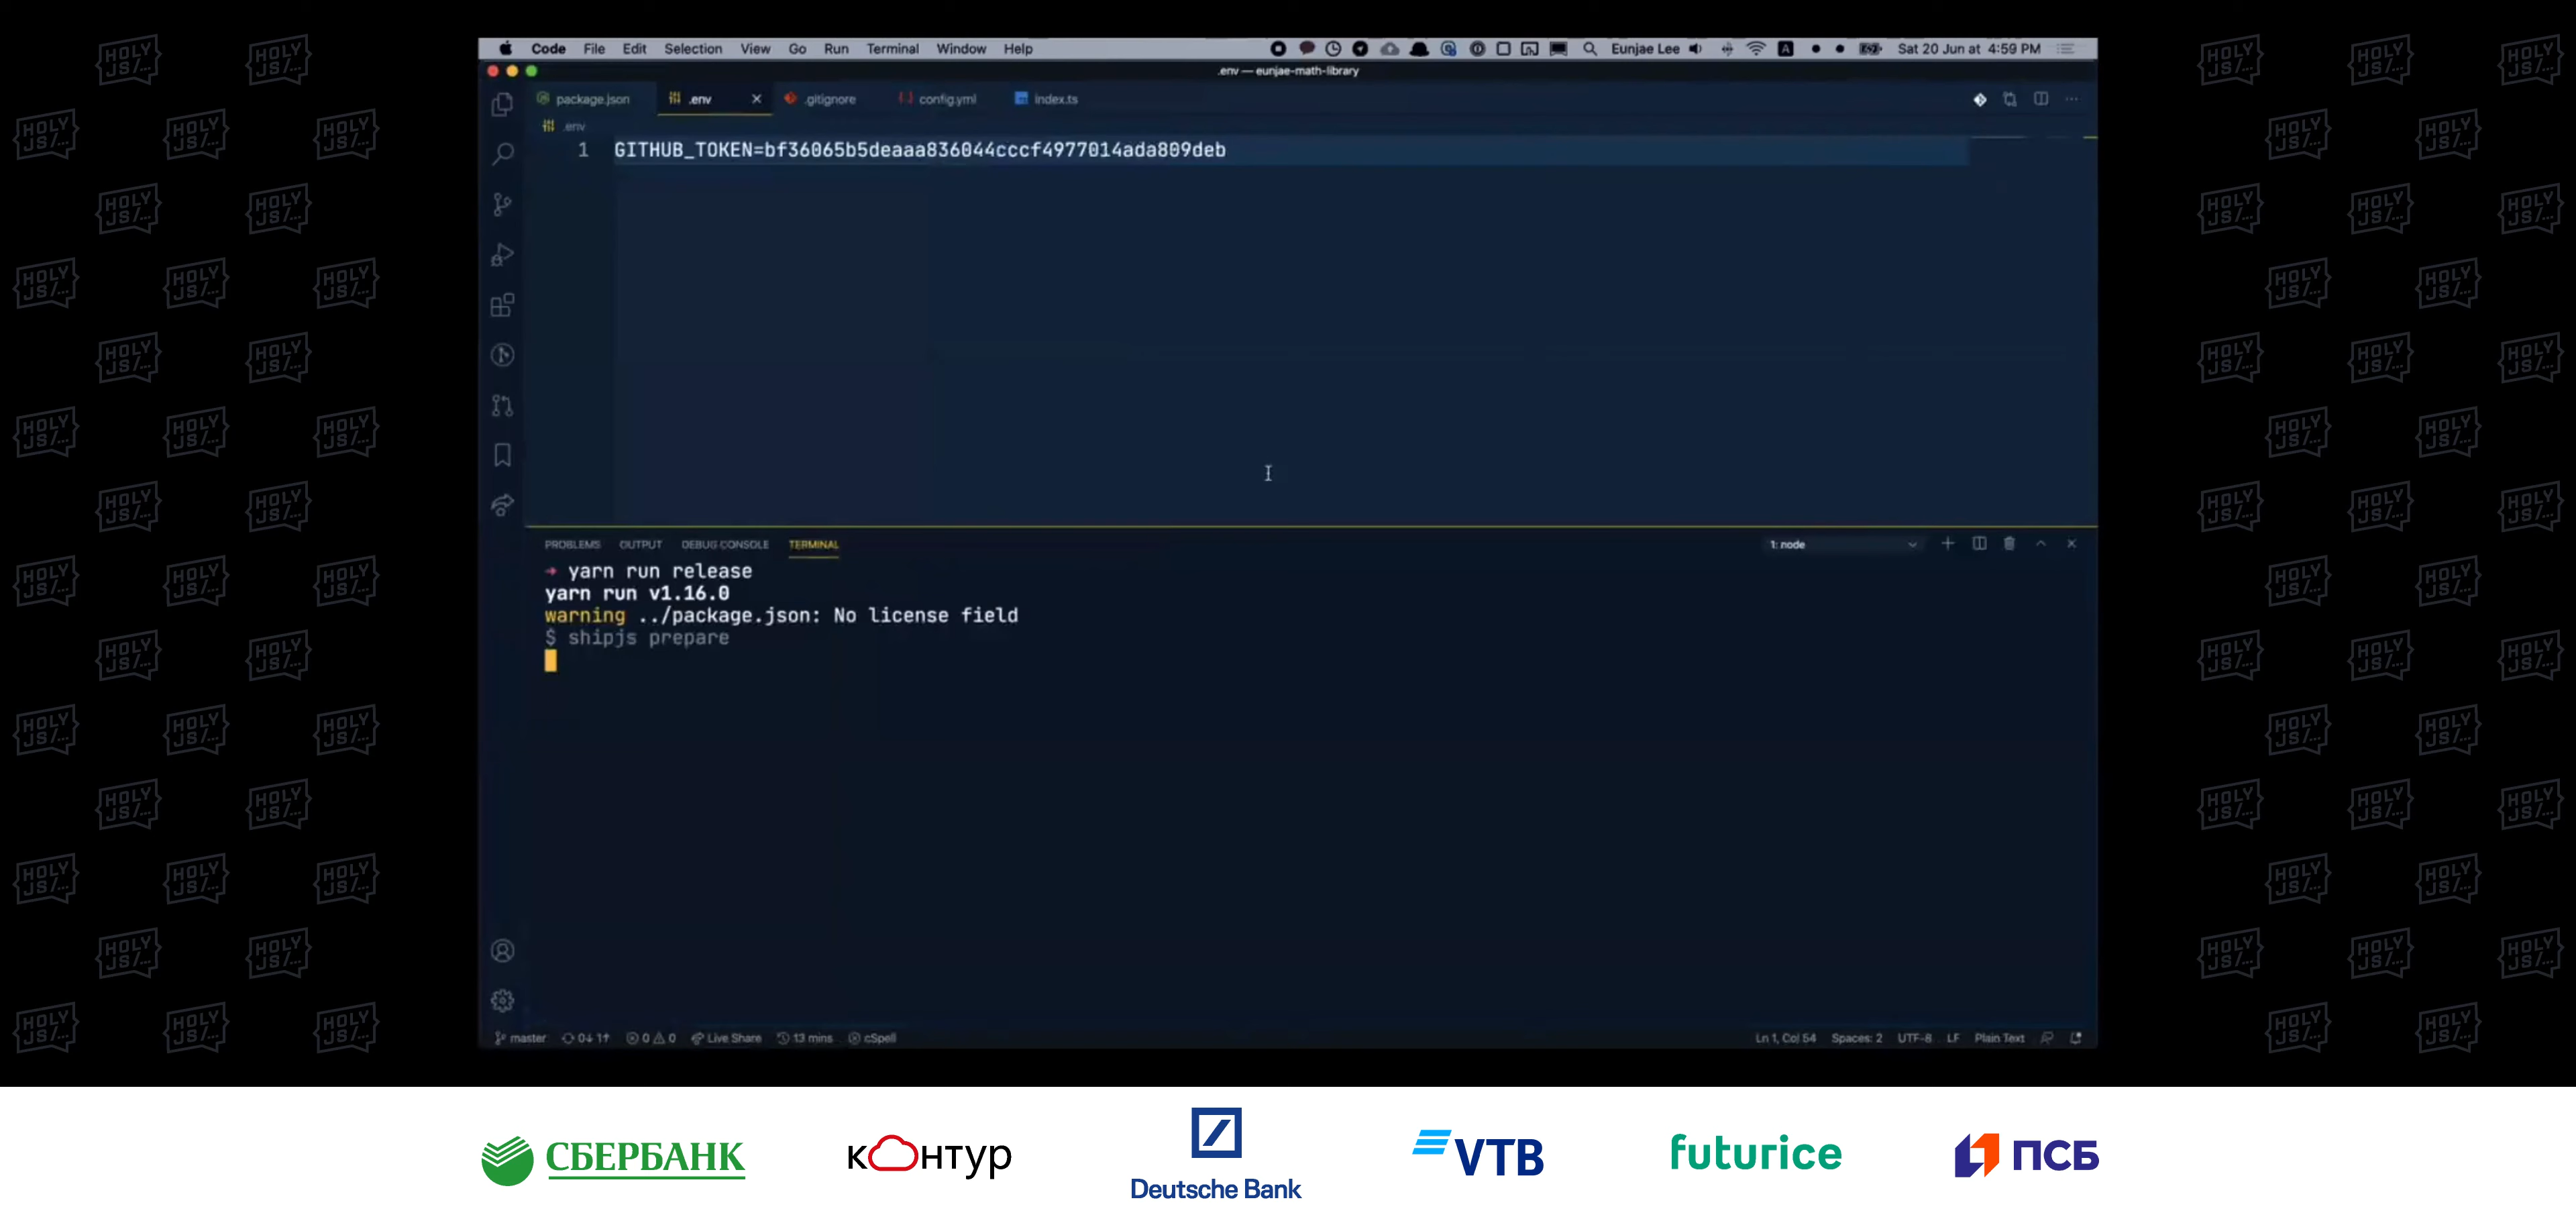 Code File Edit Selection View Go Run Terminal Window Help Eunjae Lee A Sat 20 Jun at 4:59 PM
.env — eunjae-math-library
package.json .env .gitignore config.yml index.ts
.env
1 GITHUB_TOKEN=bf36065b5deaaa836044cccf4977014ada809deb
PROBLEMS OUTPUT DEBUG CONSOLE TERMINAL 1: node
→ yarn run release
yarn run v1.16.0
warning ../package.json: No license field
$ shipjs prepare
master 0↓ 1↑ 0 0 Live Share 13 mins cSpell Ln 1, Col 54 Spaces: 2 UTF-8 LF Plain Text
HOLY
JS/...
СБЕРБАНК
контур
Deutsche Bank
VTB
futurice
ПСБ